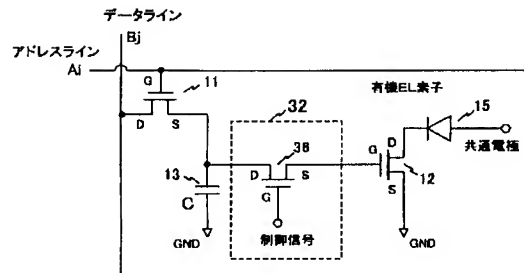 データライン
Bj
アドレスライン
Ai
G
11
D
S
有機EL素子
32
15
38
D
共通電極
G
13
D
S
12
C
G
S
制御信号
GND
GND